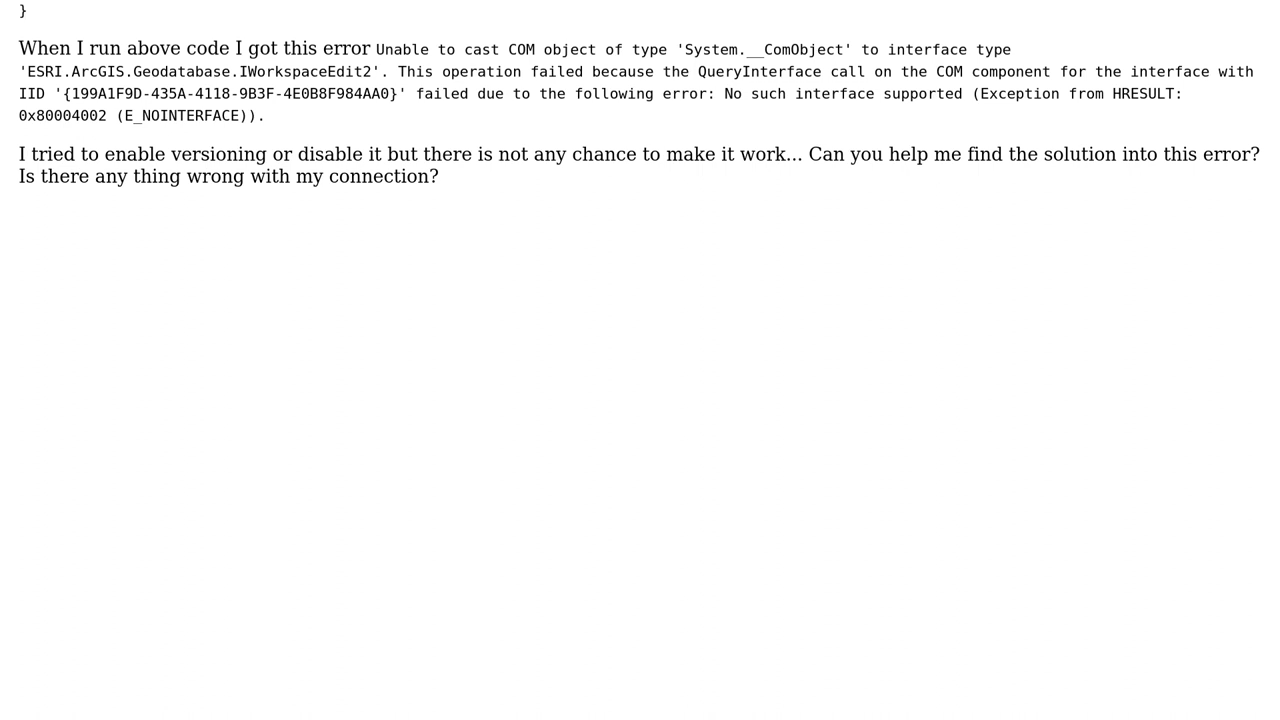 }
When I run above code I got this error Unable to cast COM object of type 'System.__ComObject' to interface type
'ESRI.ArcGIS.Geodatabase.IWorkspaceEdit2'. This operation failed because the QueryInterface call on the COM component for the interface with
IID '{199A1F9D-435A-4118-9B3F-4E0B8F984AA0}' failed due to the following error: No such interface supported (Exception from HRESULT:
0x80004002 (E_NOINTERFACE)).
I tried to enable versioning or disable it but there is not any chance to make it work... Can you help me find the solution into this error?
Is there any thing wrong with my connection?